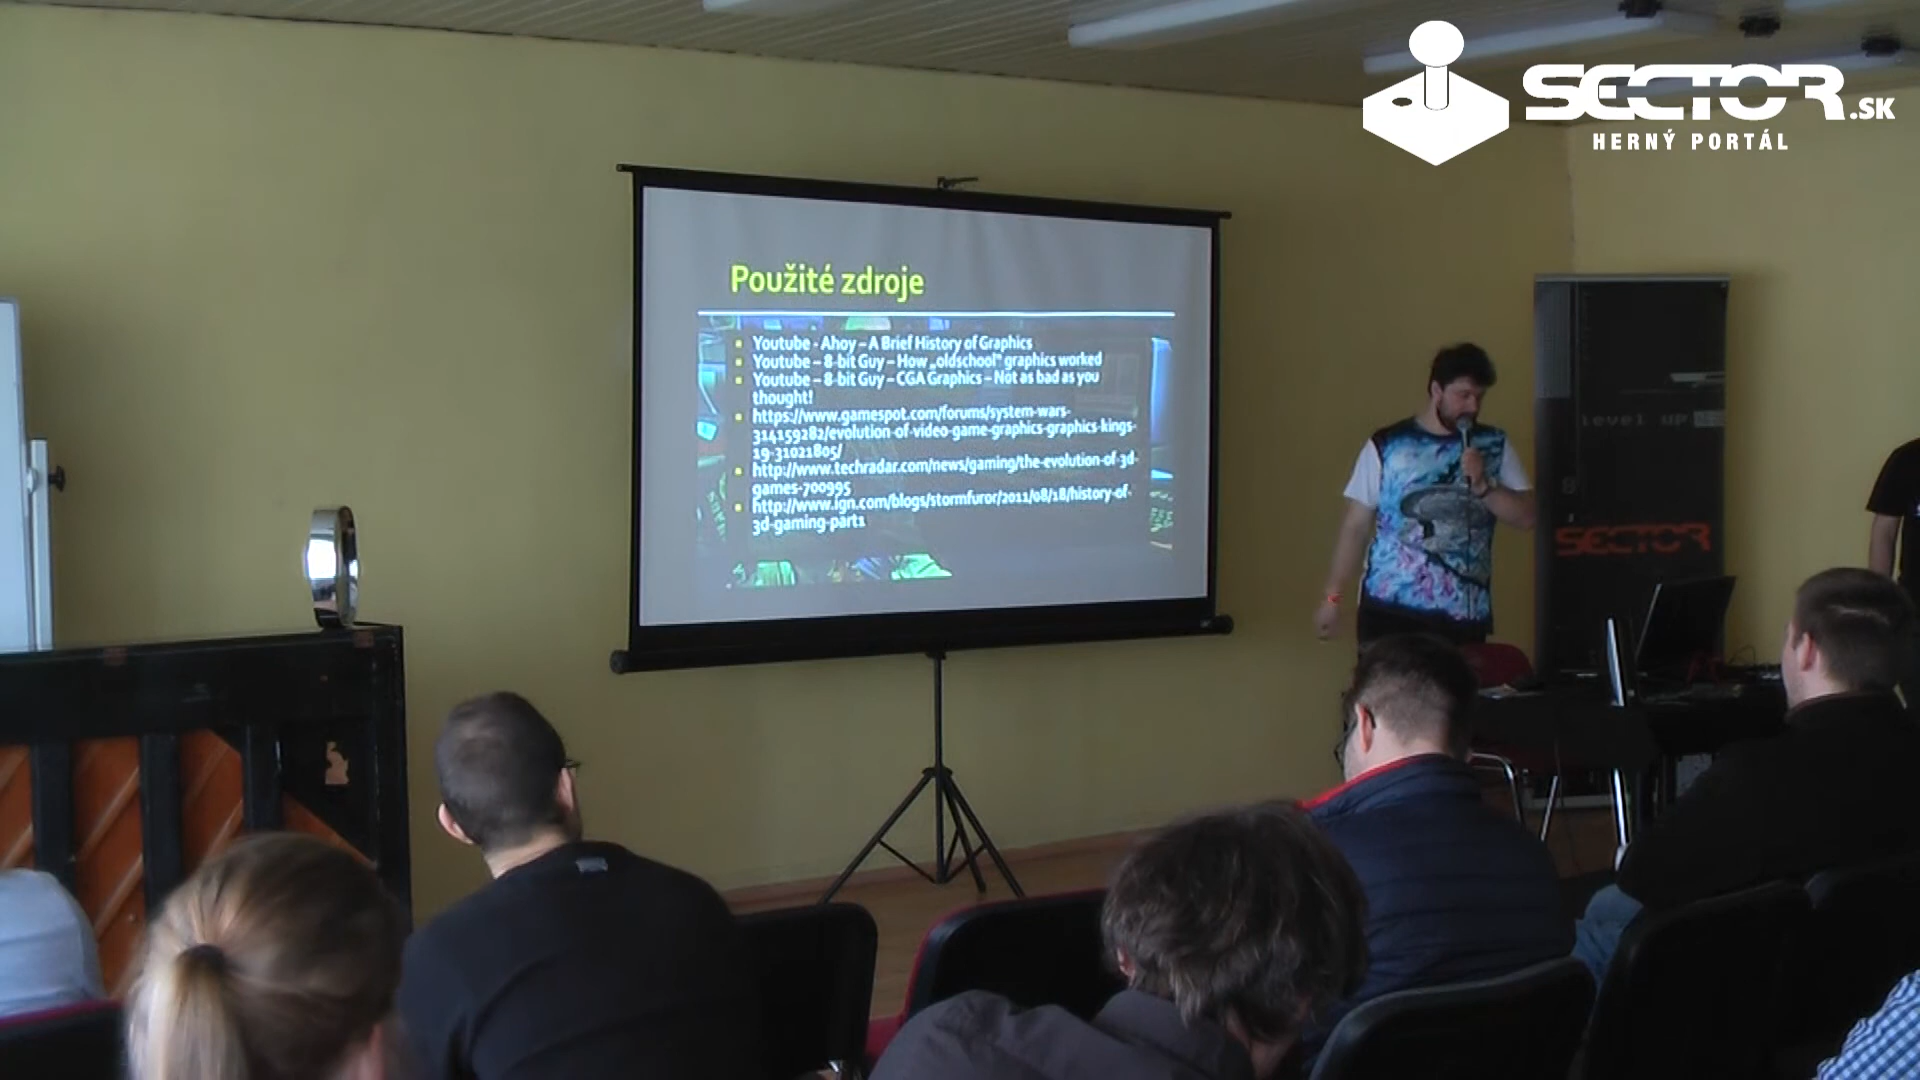 SECTOR.SK
HERNÝ PORTÁL
Použité zdroje
Youtube - Ahoy – A Brief History of Graphics
Youtube – 8-bit Guy – How „oldschool“ graphics worked
Youtube – 8-bit Guy – CGA Graphics – Not as bad as you
thought!
https://www.gamespot.com/forums/system-wars-
314159282/evolution-of-video-game-graphics-graphics-kings-
19-31021805/
http://www.techradar.com/news/gaming/the-evolution-of-3d-
games-700995
http://www.ign.com/blogs/stormfuror/2011/08/18/history-of-
3d-gaming-part1
level up
SECTOR